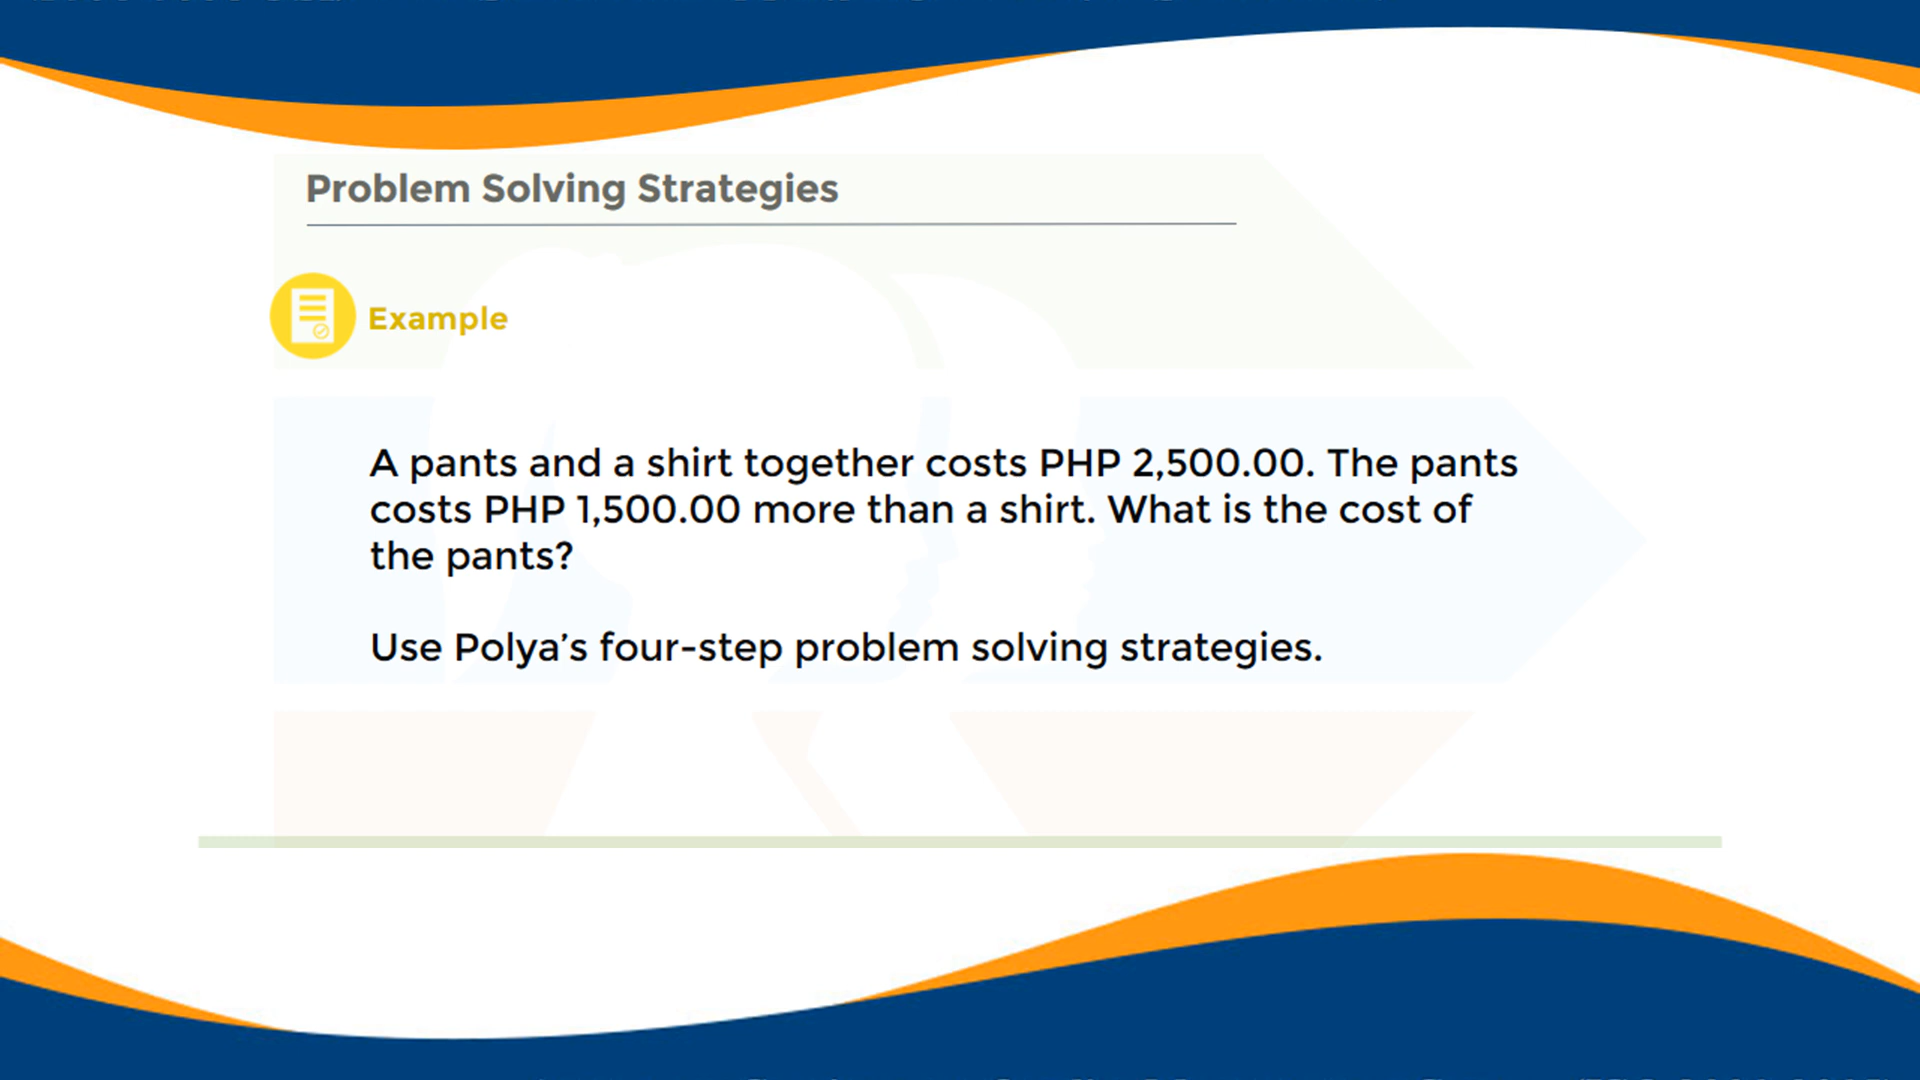 Problem Solving Strategies
Example
A pants and a shirt together costs PHP 2,500.00. The pants
costs PHP 1,500.00 more than a shirt. What is the cost of
the pants?
Use Polya’s four-step problem solving strategies.